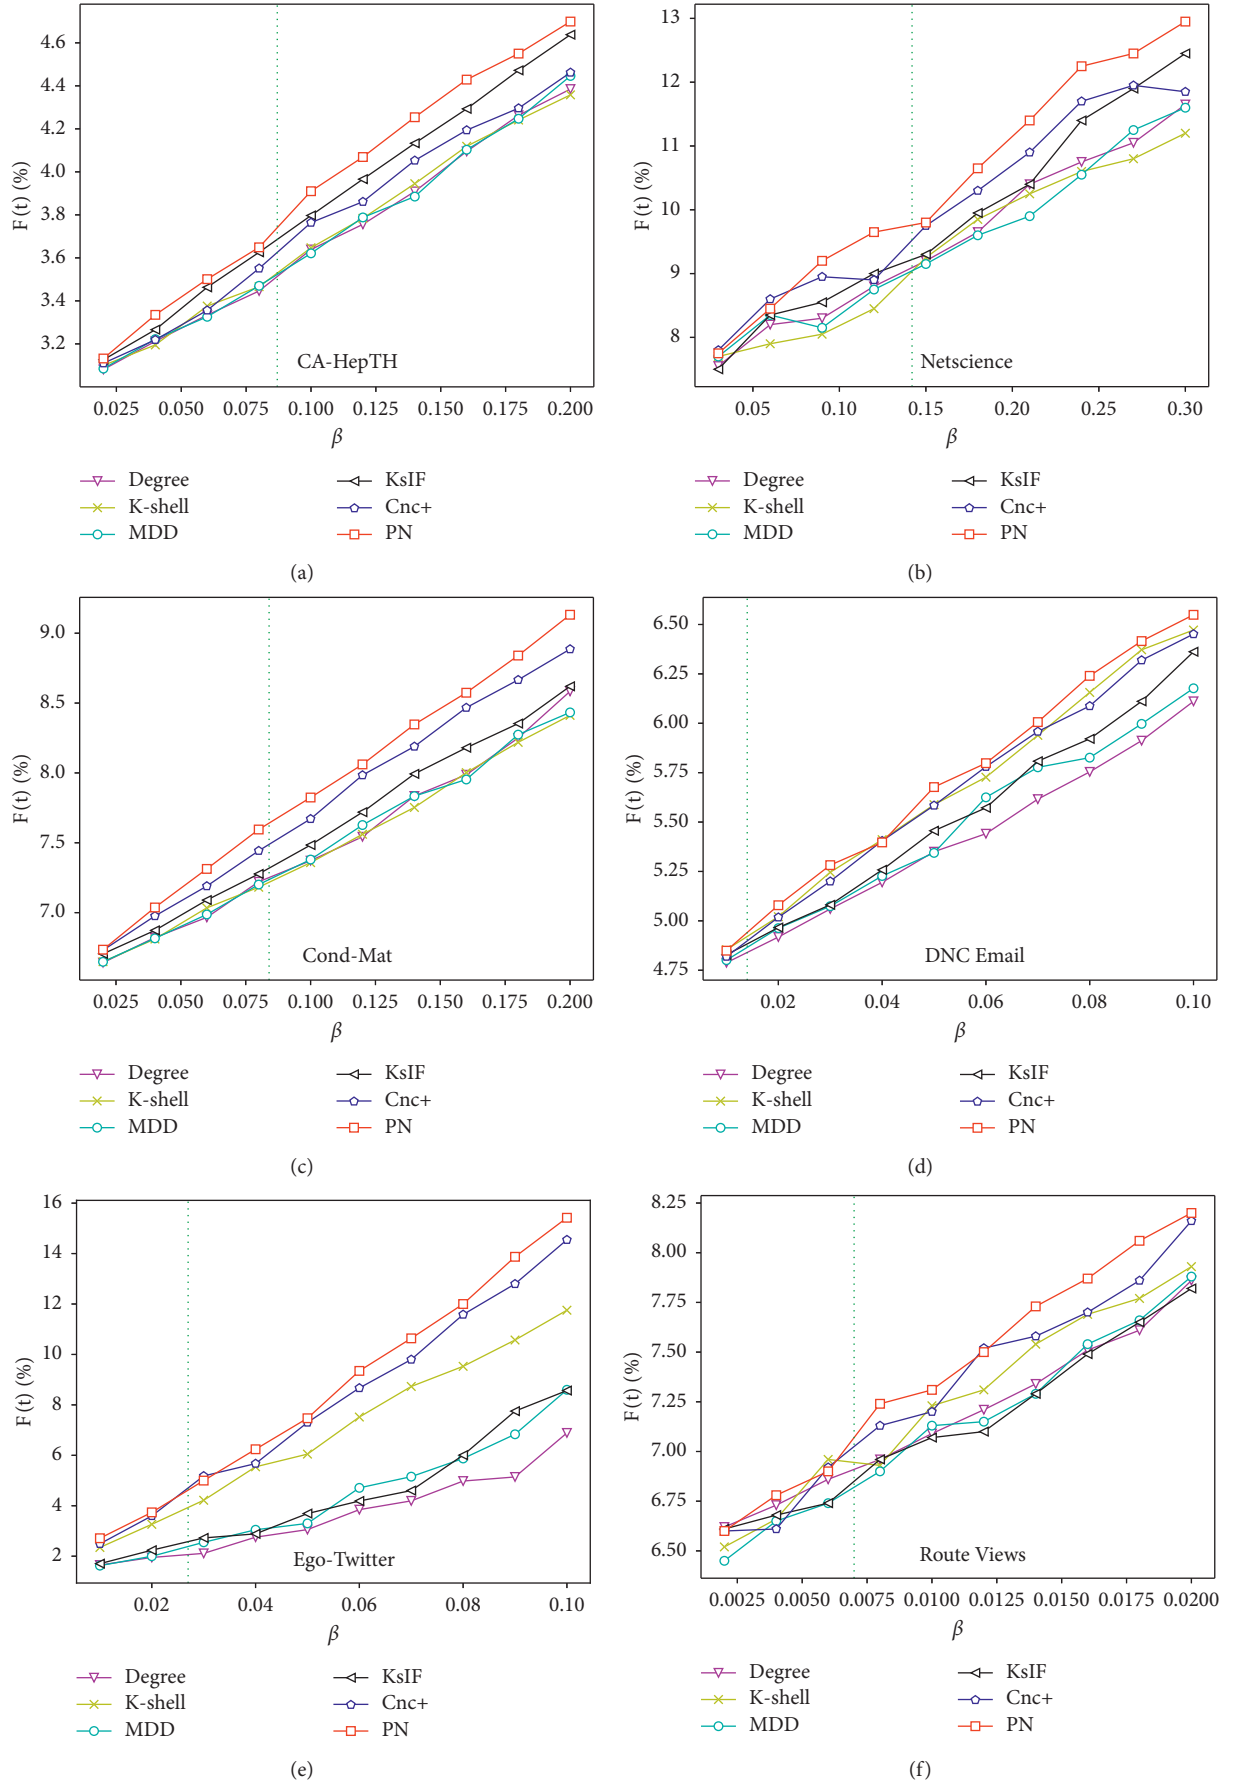 4.6
4.4
4.2
4.0
3.8
3.6
3.4
3.2
F(t) (%)
CA-HepTH
0.025 0.050 0.075 0.100 0.125 0.150 0.175 0.200
β
Degree KsIF
K-shell Cnc+
MDD PN
(a)
13
12
11
10
9
8
F(t) (%)
Netscience
0.05 0.10 0.15 0.20 0.25 0.30
β
Degree KsIF
K-shell Cnc+
MDD PN
(b)
9.0
8.5
8.0
7.5
7.0
F(t) (%)
Cond-Mat
0.025 0.050 0.075 0.100 0.125 0.150 0.175 0.200
β
Degree KsIF
K-shell Cnc+
MDD PN
(c)
6.50
6.25
6.00
5.75
5.50
5.25
5.00
4.75
F(t) (%)
DNC Email
0.02 0.04 0.06 0.08 0.10
β
Degree KsIF
K-shell Cnc+
MDD PN
(d)
16
14
12
10
8
6
4
2
F(t) (%)
Ego-Twitter
0.02 0.04 0.06 0.08 0.10
β
Degree KsIF
K-shell Cnc+
MDD PN
(e)
8.25
8.00
7.75
7.50
7.25
7.00
6.75
6.50
F(t) (%)
Route Views
0.0025 0.0050 0.0075 0.0100 0.0125 0.0150 0.0175 0.0200
β
Degree KsIF
K-shell Cnc+
MDD PN
(f)